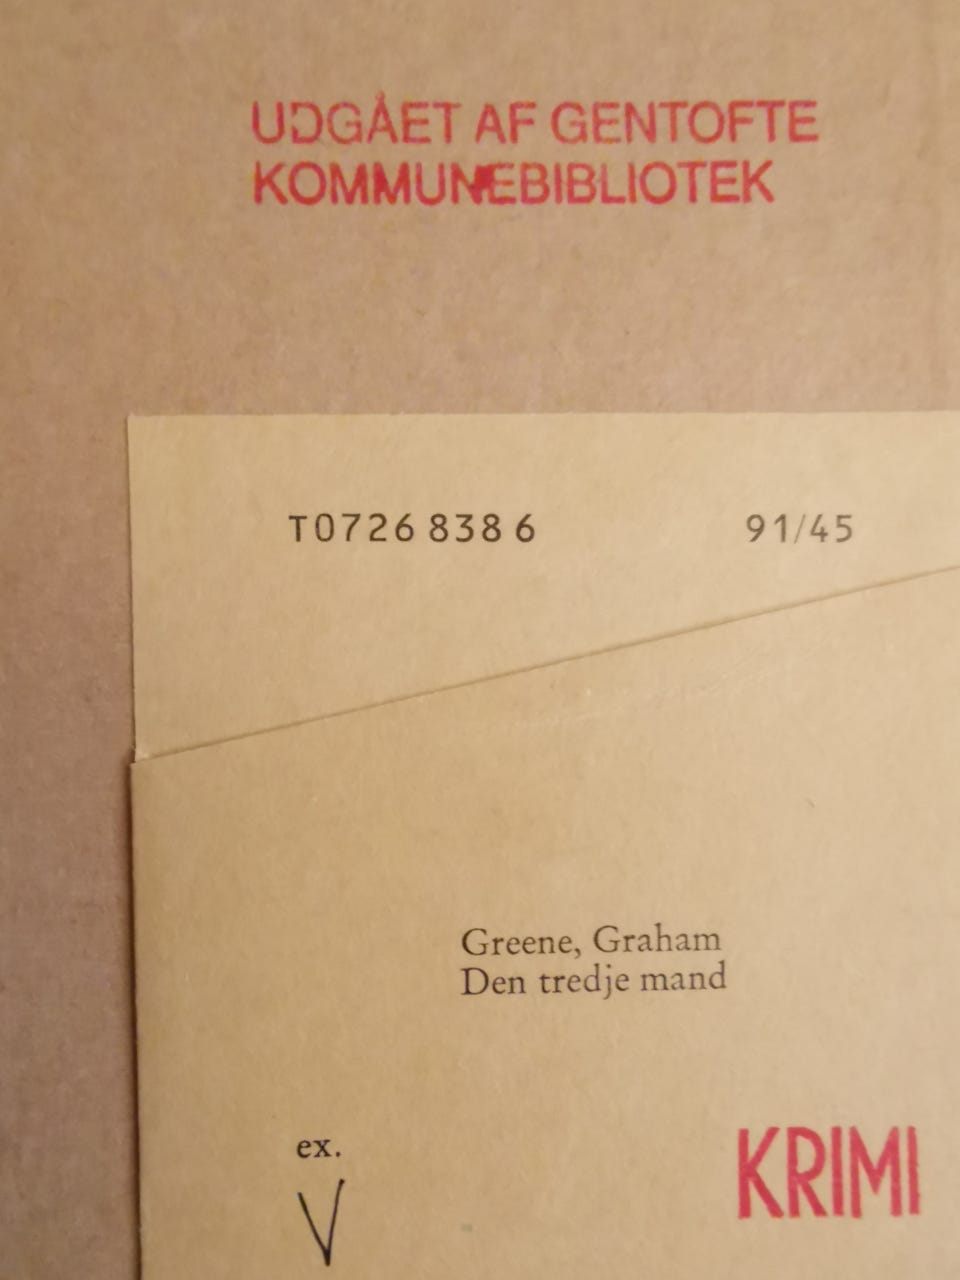 UDGÅET AF GENTOFTE
KOMMUNEBIBLIOTEK
T0726 838 6 91/45
Greene, Graham
Den tredje mand
ex.
V
KRIMI